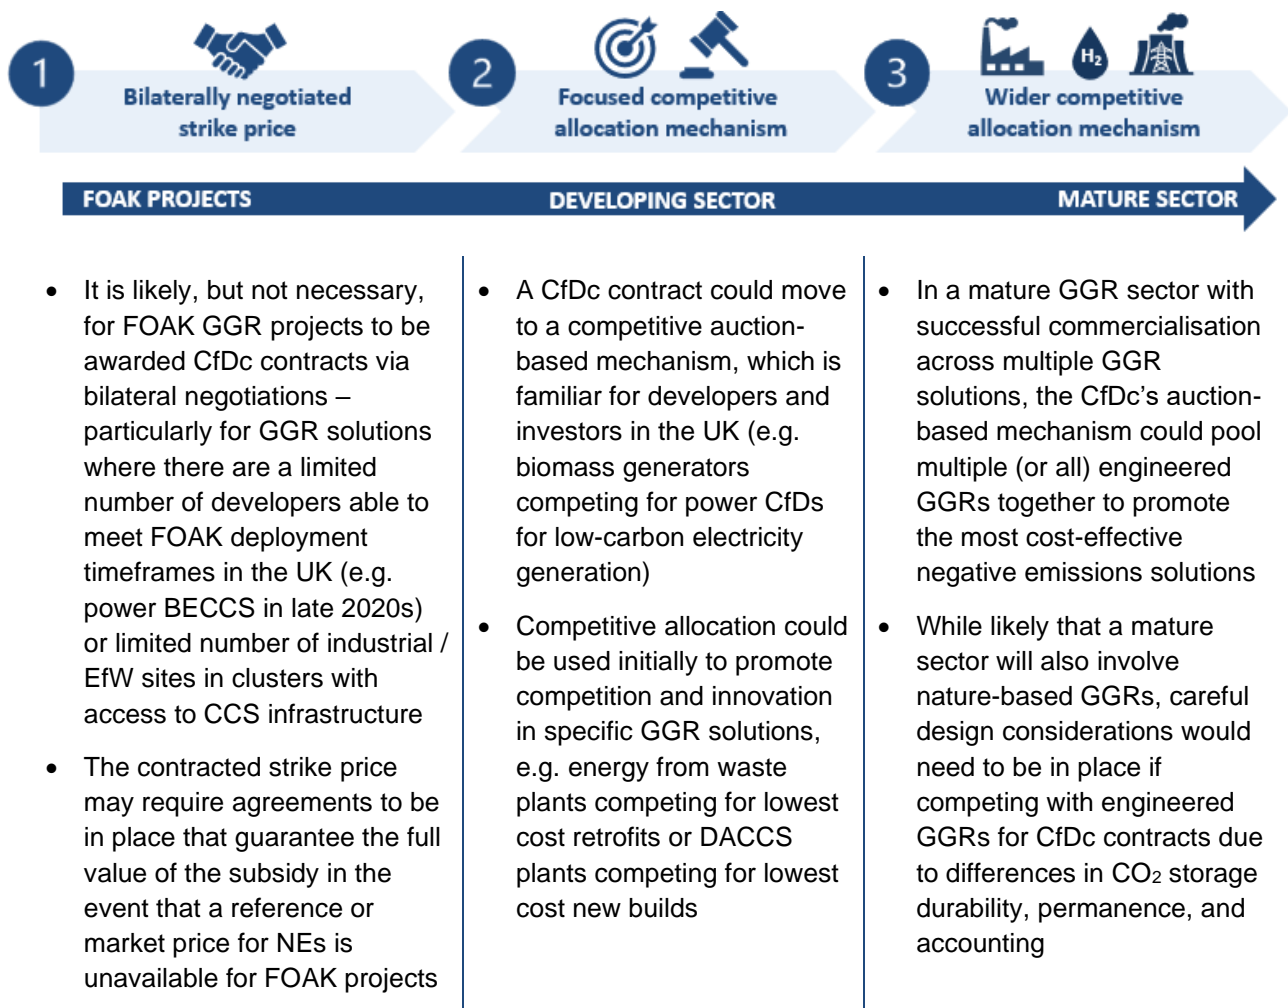 1
Bilaterally negotiated
strike price
2
Focused competitive
allocation mechanism
3
H2
Wider competitive
allocation mechanism
FOAK PROJECTS
DEVELOPING SECTOR
MATURE SECTOR
• It is likely, but not necessary,
for FOAK GGR projects to be
awarded CfDc contracts via
bilateral negotiations –
particularly for GGR solutions
where there are a limited
number of developers able to
meet FOAK deployment
timeframes in the UK (e.g.
power BECCS in late 2020s)
or limited number of industrial /
EfW sites in clusters with
access to CCS infrastructure
• The contracted strike price
may require agreements to be
in place that guarantee the full
value of the subsidy in the
event that a reference or
market price for NEs is
unavailable for FOAK projects
• A CfDc contract could move
to a competitive auction-
based mechanism, which is
familiar for developers and
investors in the UK (e.g.
biomass generators
competing for power CfDs
for low-carbon electricity
generation)
• Competitive allocation could
be used initially to promote
competition and innovation
in specific GGR solutions,
e.g. energy from waste
plants competing for lowest
cost retrofits or DACCS
plants competing for lowest
cost new builds
• In a mature GGR sector with
successful commercialisation
across multiple GGR
solutions, the CfDc's auction-
based mechanism could pool
multiple (or all) engineered
GGRs together to promote
the most cost-effective
negative emissions solutions
• While likely that a mature
sector will also involve
nature-based GGRs, careful
design considerations would
need to be in place if
competing with engineered
GGRs for CfDc contracts due
to differences in CO2 storage
durability, permanence, and
accounting